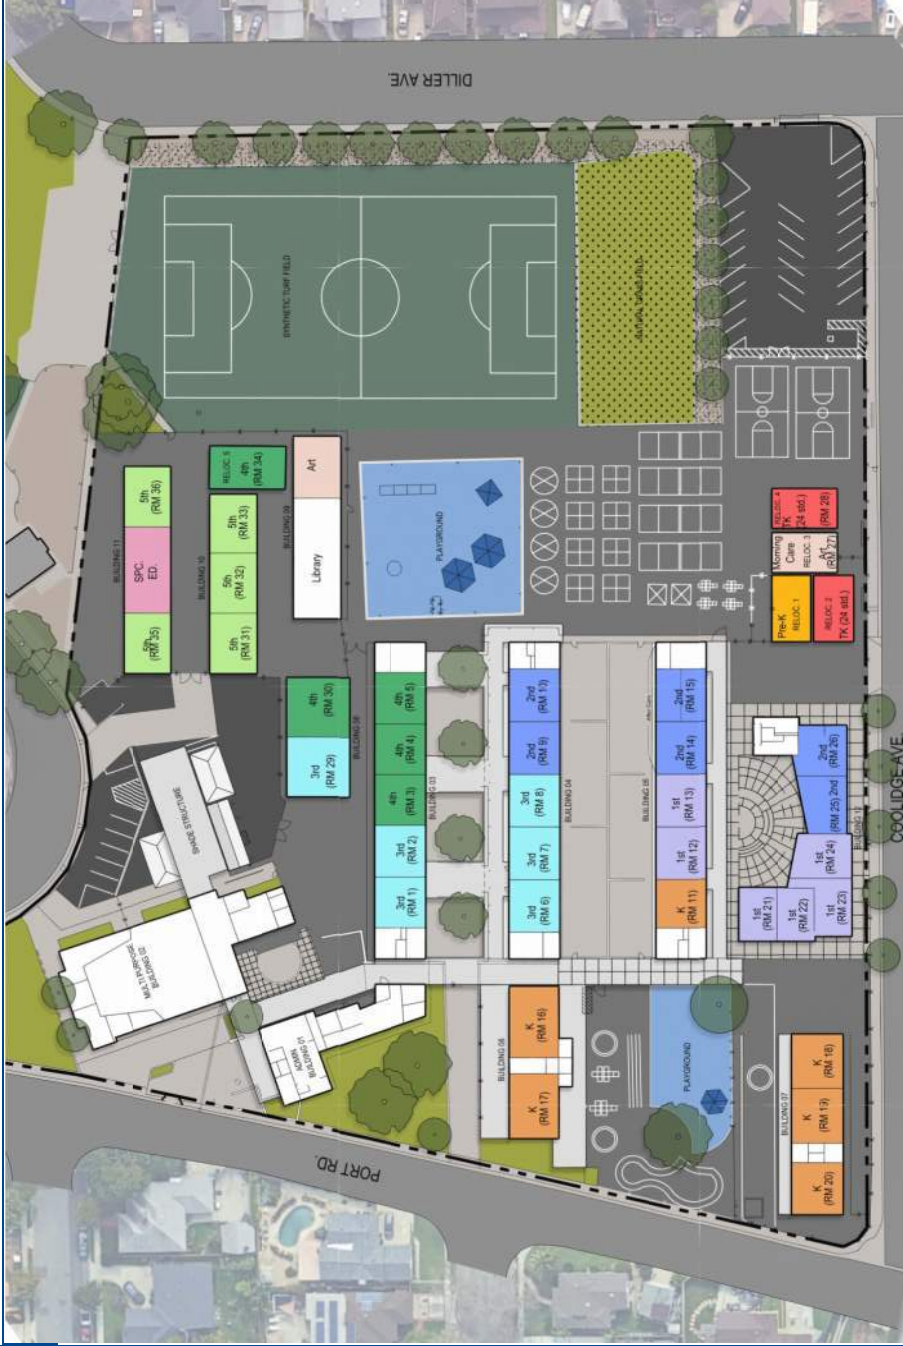 DILLER AVE.
SYNTHETIC TURF FIELD
BUILDING 11
5th
(RM 36)
SPC.
ED.
5th
(RM 35)
BUILDING 10
RELOC. 5
4th
(RM 34)
5th
(RM 33)
5th
(RM 32)
5th
(RM 31)
BUILDING 09
Art
Library
PLAYGROUND
RELOC. 4
TK
(24 std.)
(RM 28)
Morning
Care
RELOC. 3
Art
(RM 27)
Pre-K
RELOC. 1
RELOC. 2
TK (24 std.)
4th
(RM 30)
3rd
(RM 29)
BUILDING 08
4th
(RM 5)
4th
(RM 4)
4th
(RM 3)
3rd
(RM 2)
3rd
(RM 1)
BUILDING 03
2nd
(RM 10)
2nd
(RM 9)
3rd
(RM 8)
3rd
(RM 7)
3rd
(RM 6)
BUILDING 04
After Care
2nd
(RM 15)
2nd
(RM 14)
1st
(RM 13)
1st
(RM 12)
K
(RM 11)
BUILDING 05
2nd
(RM 26)
2nd
(RM 25)
1st
(RM 24)
1st
(RM 23)
1st
(RM 22)
1st
(RM 21)
BUILDING 12
COOLIDGE AVE
SHADE STRUCTURE
MULTI PURPOSE
BUILDING 02
ADMIN
BUILDING 01
BUILDING 06
K
(RM 16)
K
(RM 17)
PLAYGROUND
BUILDING 07
K
(RM 18)
K
(RM 19)
K
(RM 20)
PORT RD.